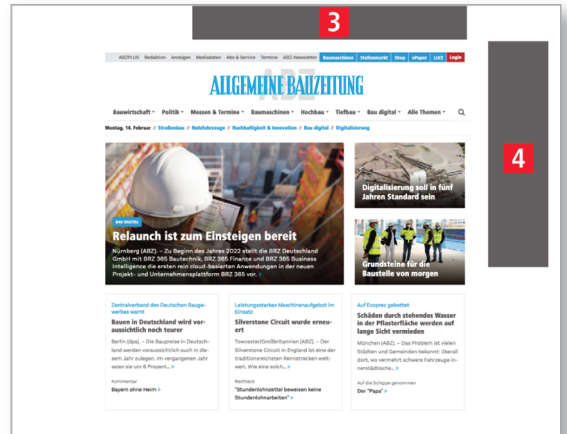 3
ABZPLUS Redaktion Anzeigen Mediadaten Abo & Service Termine ABZ-Newsletter Baumaschinen Stellenmarkt Shop ePaper LIVE Login
ABZ
ALLGEMEINE BAUZEITUNG
Bauwirtschaft Politik Messen & Termine Baumaschinen Hochbau Tiefbau Bau digital Alle Themen
Montag, 14. Februar // Straßenbau // Nutzfahrzeuge // Nachhaltigkeit & Innovation // Bau digital // Digitalisierung
4
BAU DIGITAL
Relaunch ist zum Einsteigen bereit
Nürnberg (ABZ). – Zu Beginn des Jahres 2022 stellt die BRZ Deutschland
GmbH mit BRZ 365 Bautechnik, BRZ 365 Finance und BRZ 365 Business
Intelligence die ersten rein cloud-basierten Anwendungen in der neuen
Projekt- und Unternehmensplattform BRZ 365 vor. »
Digitalisierung soll in fünf
Jahren Standard sein
Grundsteine für die
Baustelle von morgen
Zentralverband des Deutschen Bauge-
werbes warnt
Bauen in Deutschland wird vor-
aussichtlich noch teurer
Berlin (dpa). – Die Baupreise in Deutsch-
land werden voraussichtlich auch in die-
sem Jahr zulegen. Im vergangenen Jahr
seien sie um 8 Prozent... »
Kommentar
Bayern ohne Heim »
Leistungsstarkes Maschinenaufgebot im
Einsatz
Silverstone Circuit wurde erneu-
ert
Towcester/Großbritannien (ABZ). – Der
Silverstone Circuit in England ist eine der
traditionsreichsten Rennstrecken welt-
weit. Wie eine solch... »
Rechtack
"Stundenlohnzettel beweisen keine
Stundenlohnarbeiten" »
Auf Ecoprec gebettet
Schäden durch stehendes Wasser
in der Pflasterfläche werden auf
lange Sicht vermieden
München (ABZ). – Das Problem ist vielen
Städten und Gemeinden bekannt: Überall
dort, wo vermehrt schwere Fahrzeuge in-
nerstädtische... »
Auf die Schippe genommen
Der "Papa" »